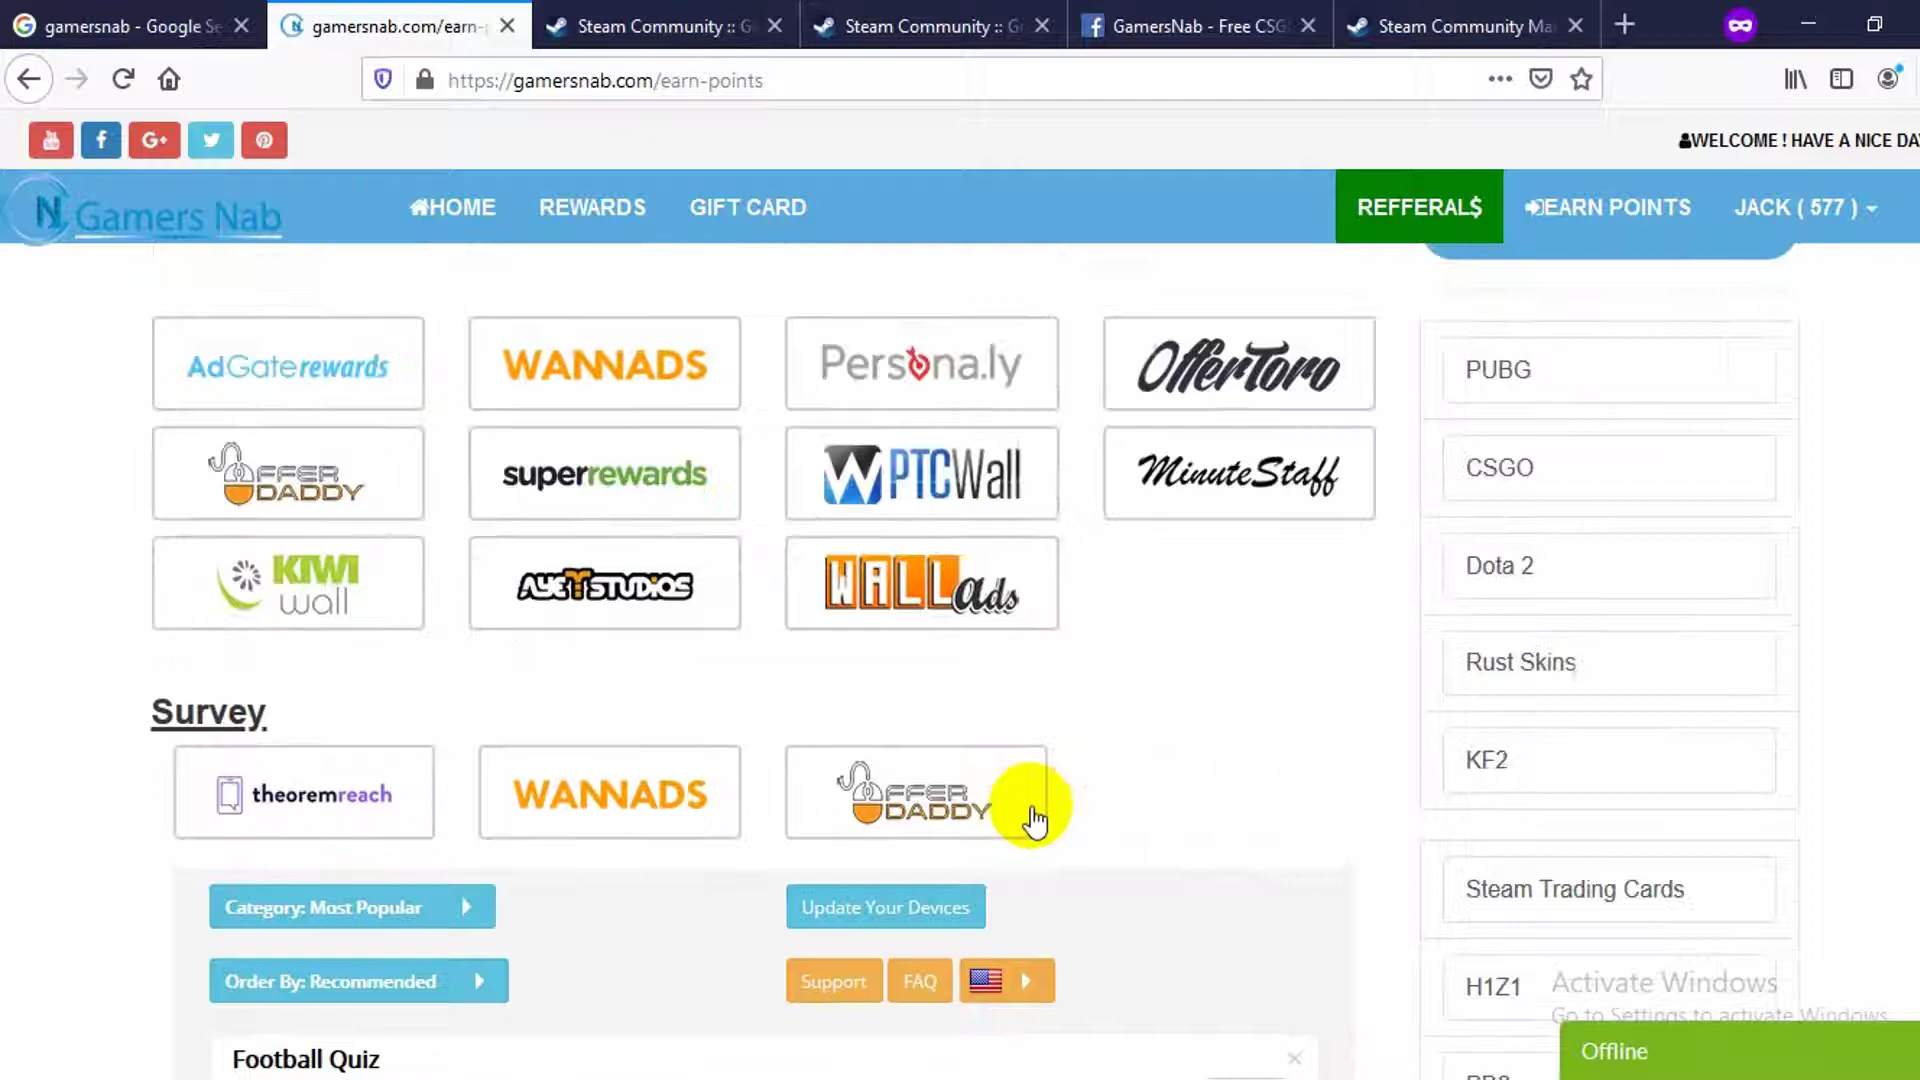 gamersnab - Google Se
gamersnab.com/earn-p
Steam Community :: G
Steam Community :: G
GamersNab - Free CSG
Steam Community Ma
https://gamersnab.com/earn-points
WELCOME ! HAVE A NICE DA
Gamers Nab
HOME
REWARDS
GIFT CARD
REFFERAL$
EARN POINTS
JACK ( 577 )
AdGate rewards
WANNADS
Persona.ly
OfferToro
OFFER DADDY
superrewards
PTCWall
MinuteStaff
KIWI wall
AYET STUDIOS
WALLads
Survey
theoremreach
WANNADS
OFFER DADDY
Category: Most Popular
Update Your Devices
Order By: Recommended
Support
FAQ
Football Quiz
PUBG
CSGO
Dota 2
Rust Skins
KF2
Steam Trading Cards
H1Z1
Activate Windows
Go to Settings to activate Windows.
Offline